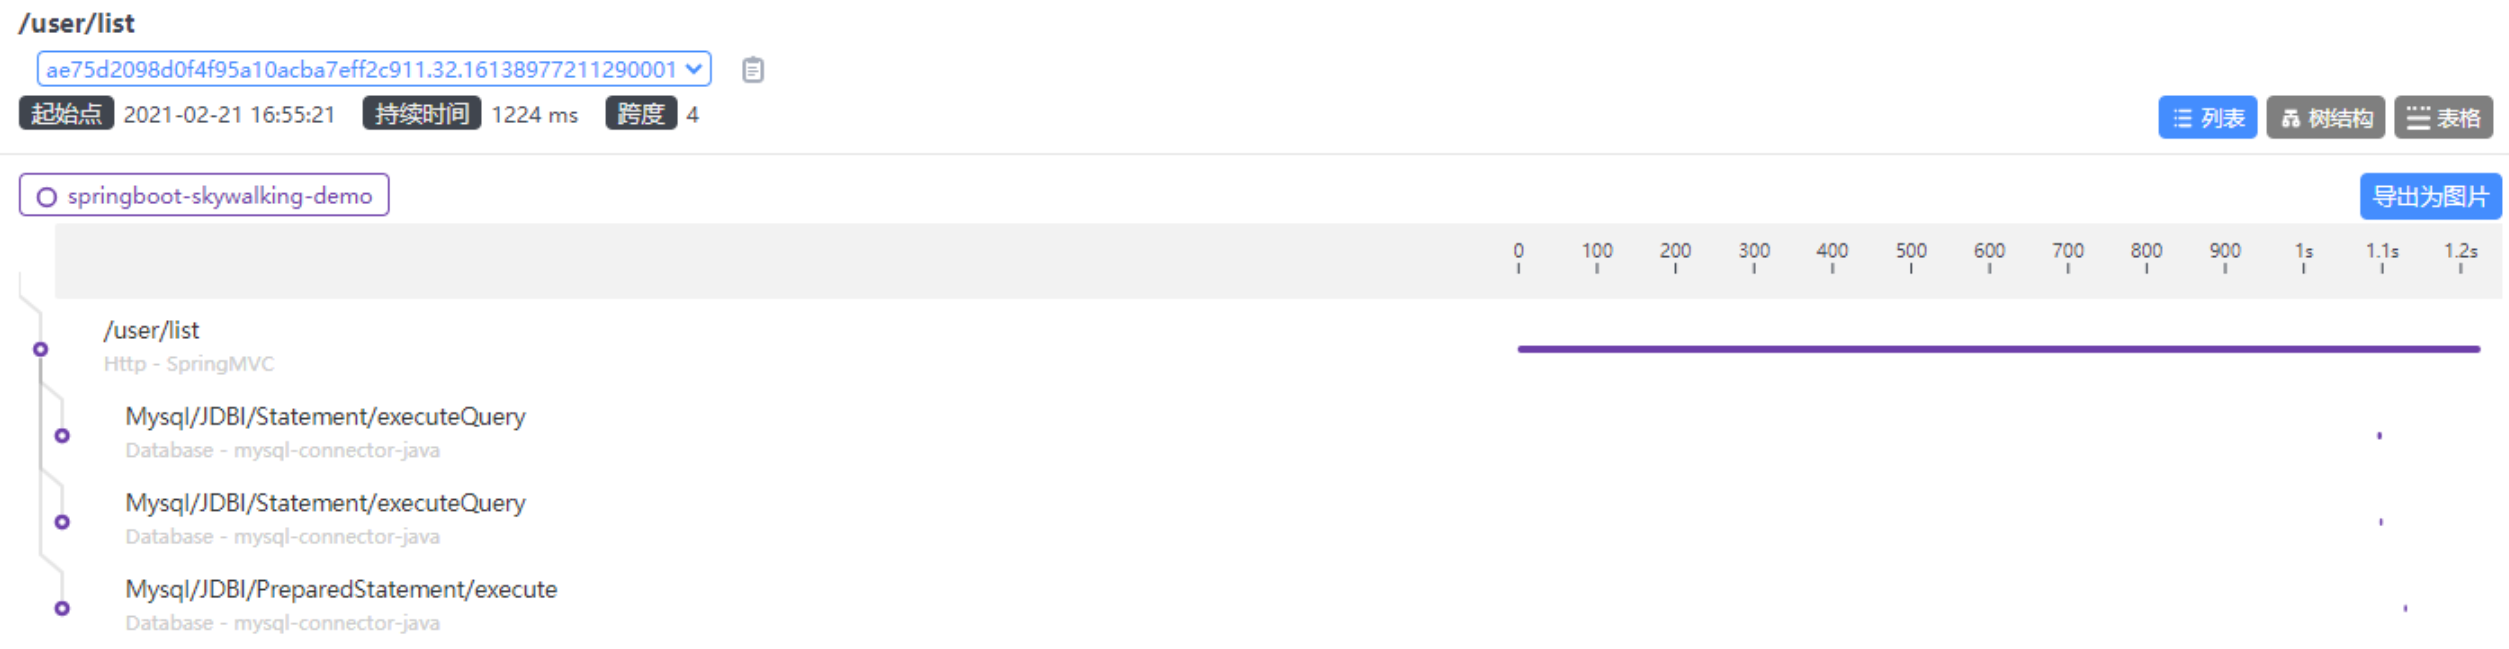 /user/list
ae75d2098d0f4f95a10acba7eff2c911.32.16138977211290001
起始点 2021-02-21 16:55:21 持续时间 1224 ms 跨度 4
列表 树结构 表格
springboot-skywalking-demo
导出为图片
0 100 200 300 400 500 600 700 800 900 1s 1.1s 1.2s
/user/list
Http - SpringMVC
Mysql/JDBI/Statement/executeQuery
Database - mysql-connector-java
Mysql/JDBI/Statement/executeQuery
Database - mysql-connector-java
Mysql/JDBI/PreparedStatement/execute
Database - mysql-connector-java